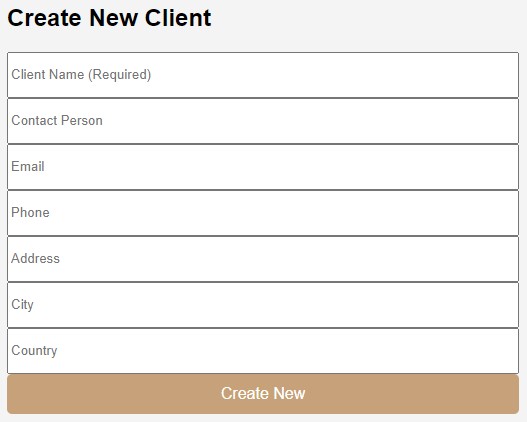 Create New Client
Client Name (Required)
Contact Person
Email
Phone
Address
City
Country
Create New